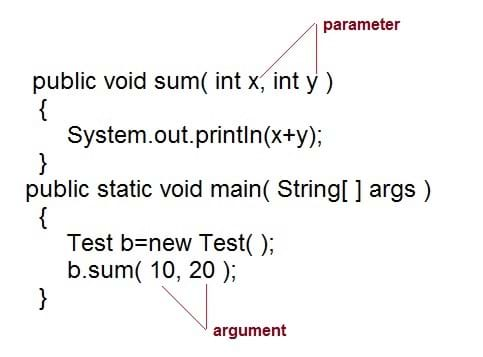 parameter
public void sum( int x, int y )
{
System.out.println(x+y);
}
public static void main( String[ ] args )
{
Test b=new Test( );
b.sum( 10, 20 );
}
argument